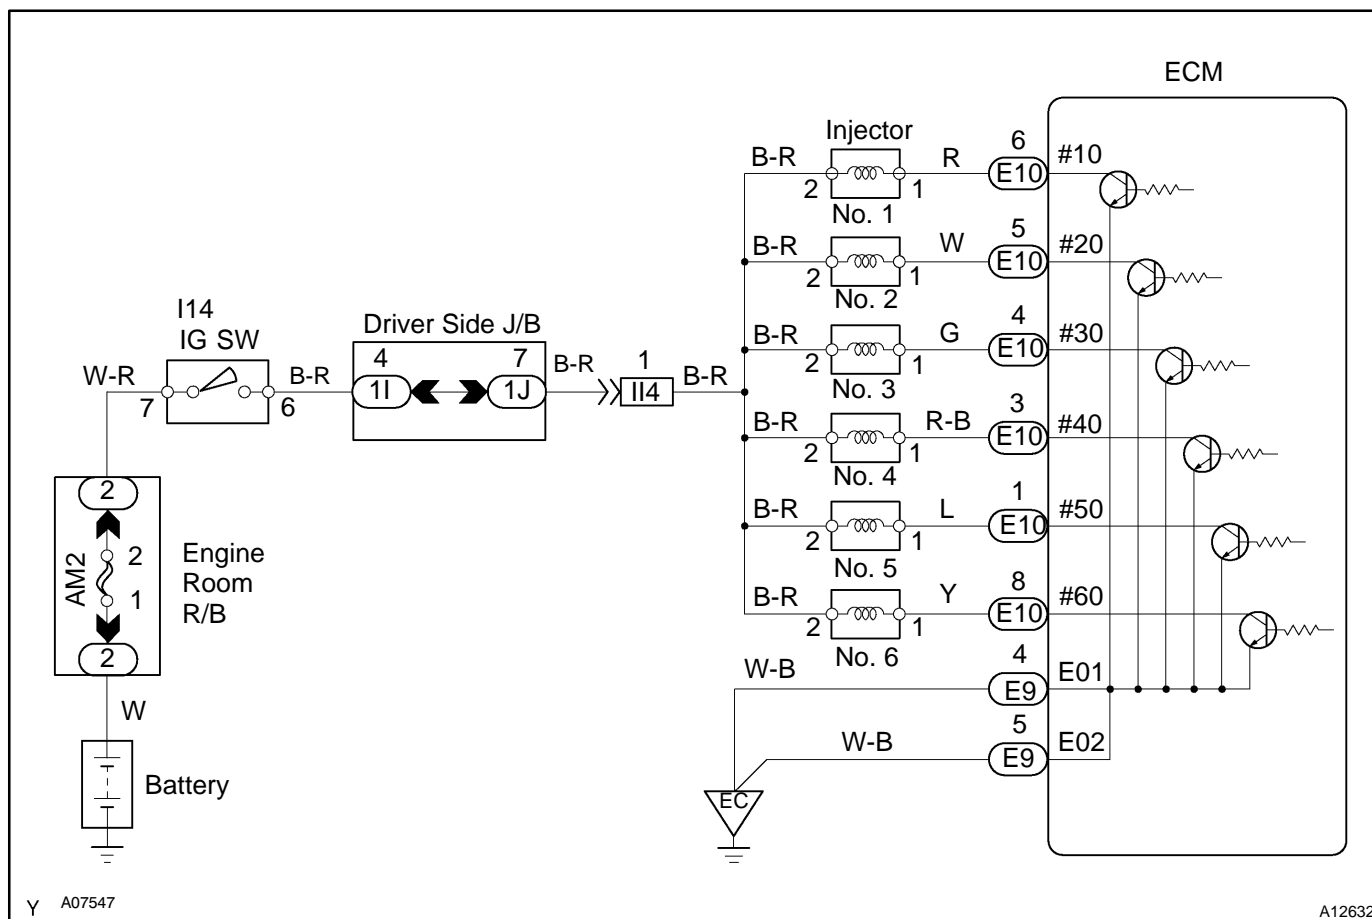 ECM
Injector
B-R
2
1
No. 1
R
6
E10
#10
B-R
2
1
No. 2
W
5
E10
#20
B-R
2
1
No. 3
G
4
E10
#30
B-R
2
1
No. 4
R-B
3
E10
#40
B-R
2
1
No. 5
L
1
E10
#50
B-R
2
1
No. 6
Y
8
E10
#60
W-B
4
E9
E01
W-B
5
E9
E02
EC
I14
IG SW
W-R
7
6
B-R
Driver Side J/B
4
1I
7
1J
B-R
1
II4
B-R
2
AM2
2
1
2
Engine
Room
R/B
W
Battery
Y A07547
A12632